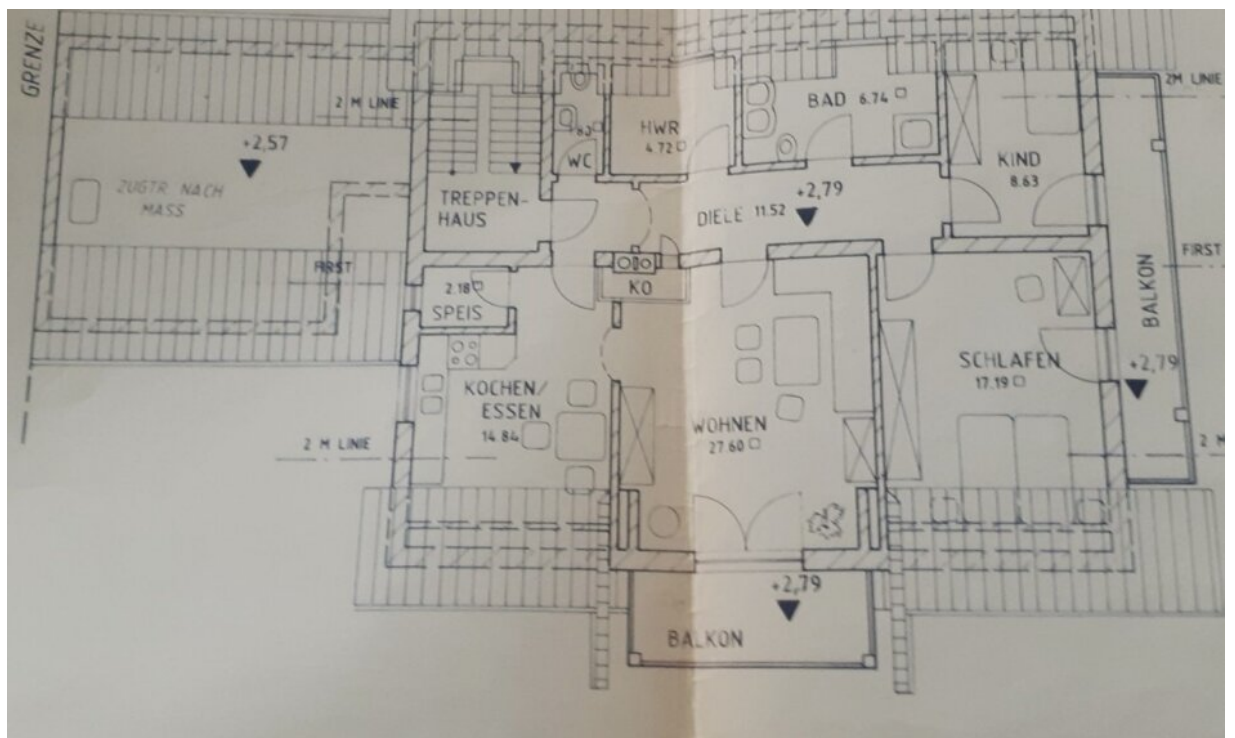 GRENZE
2 M LINIE
+2,57
ZUGTR. NACH
MASS
FIRST
TREPPEN-
HAUS
WC
HWR
4.72
BAD 6.74
KIND
8.63
2M LINIE
+2,79
DIELE 11.52
2.18
SPEIS
KO
KOCHEN/
ESSEN
14.84
WOHNEN
27.60
SCHLAFEN
17.19
BALKON
FIRST
+2,79
2 M LINIE
2 M
+2,79
BALKON